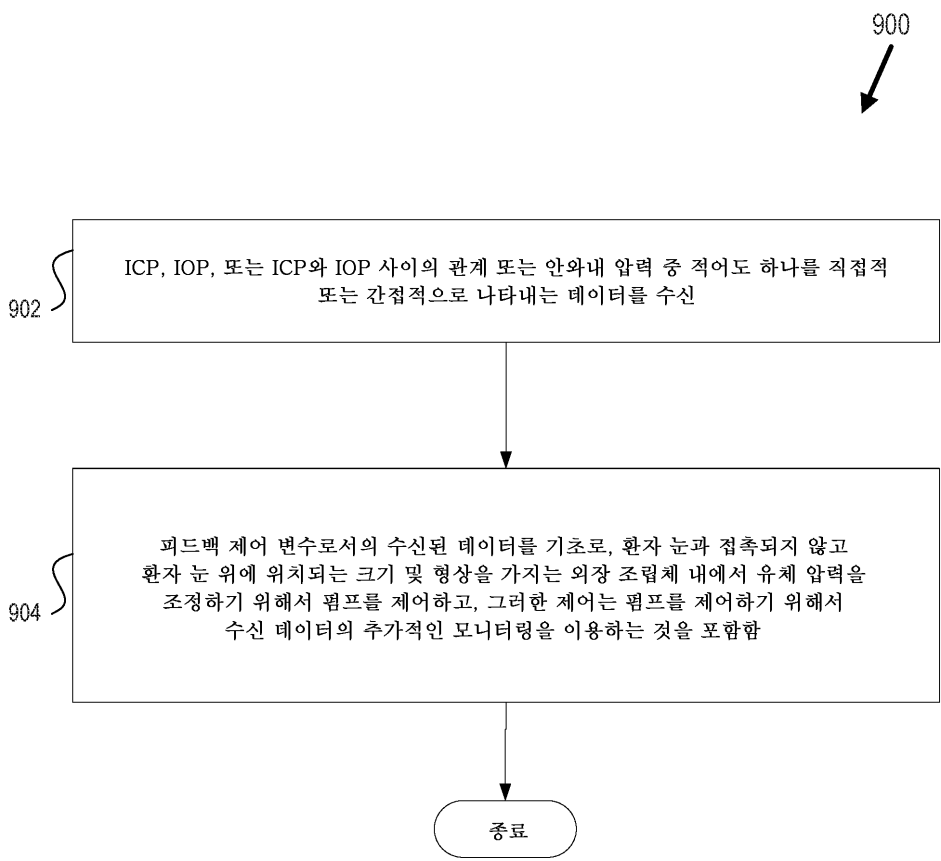 900
ICP, IOP, 또는 ICP와 IOP 사이의 관계 또는 안와내 압력 중 적어도 하나를 직접적
또는 간접적으로 나타내는 데이터를 수신
902
피드백 제어 변수로서의 수신된 데이터를 기초로, 환자 눈과 접촉되지 않고
환자 눈 위에 위치되는 크기 및 형상을 가지는 외장 조립체 내에서 유체 압력을
조정하기 위해서 펌프를 제어하고, 그러한 제어는 펌프를 제어하기 위해서
수신 데이터의 추가적인 모니터링을 이용하는 것을 포함함
904
종료